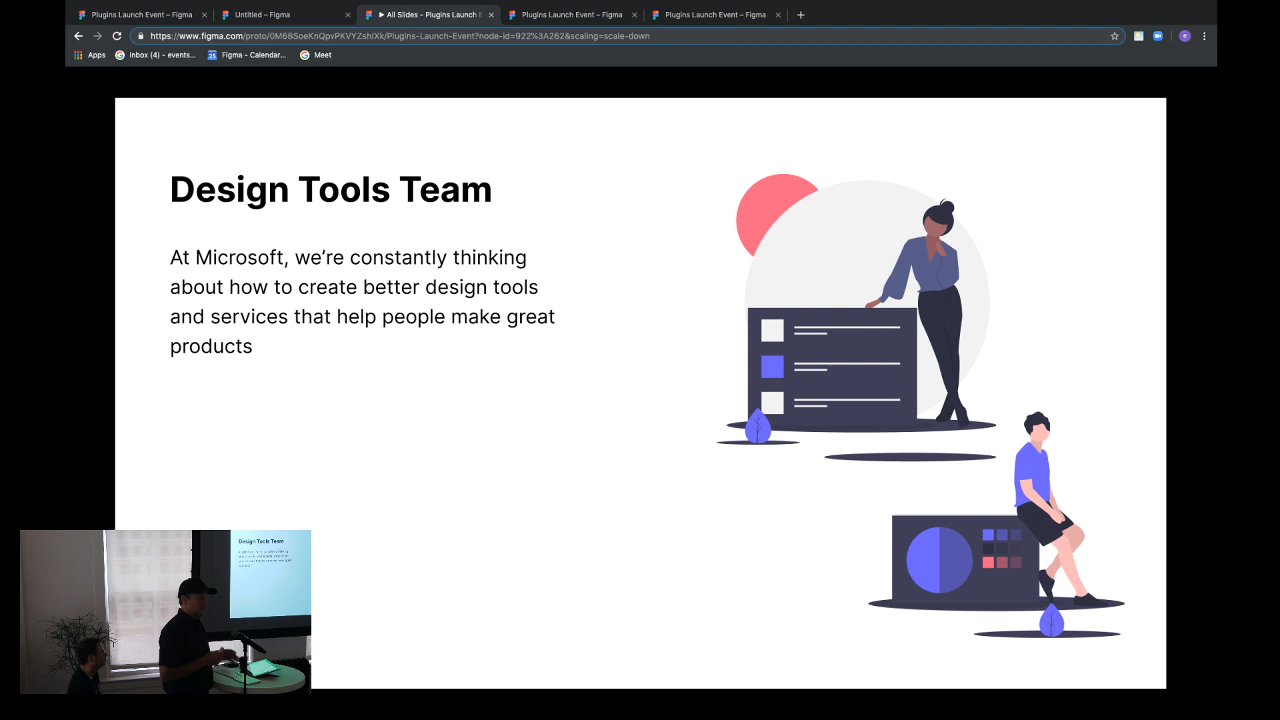 Plugins Launch Event – Figma
Untitled – Figma
▶ All Slides - Plugins Launch E
Plugins Launch Event – Figma
Plugins Launch Event – Figma
https://www.figma.com/proto/0M6BSoeKnQpvPKVYZshlXk/Plugins-Launch-Event?node-id=922%3A262&scaling=scale-down
Apps
Inbox (4) - events...
Figma - Calendar...
Meet
Design Tools Team
At Microsoft, we're constantly thinking
about how to create better design tools
and services that help people make great
products
Design Tools Team